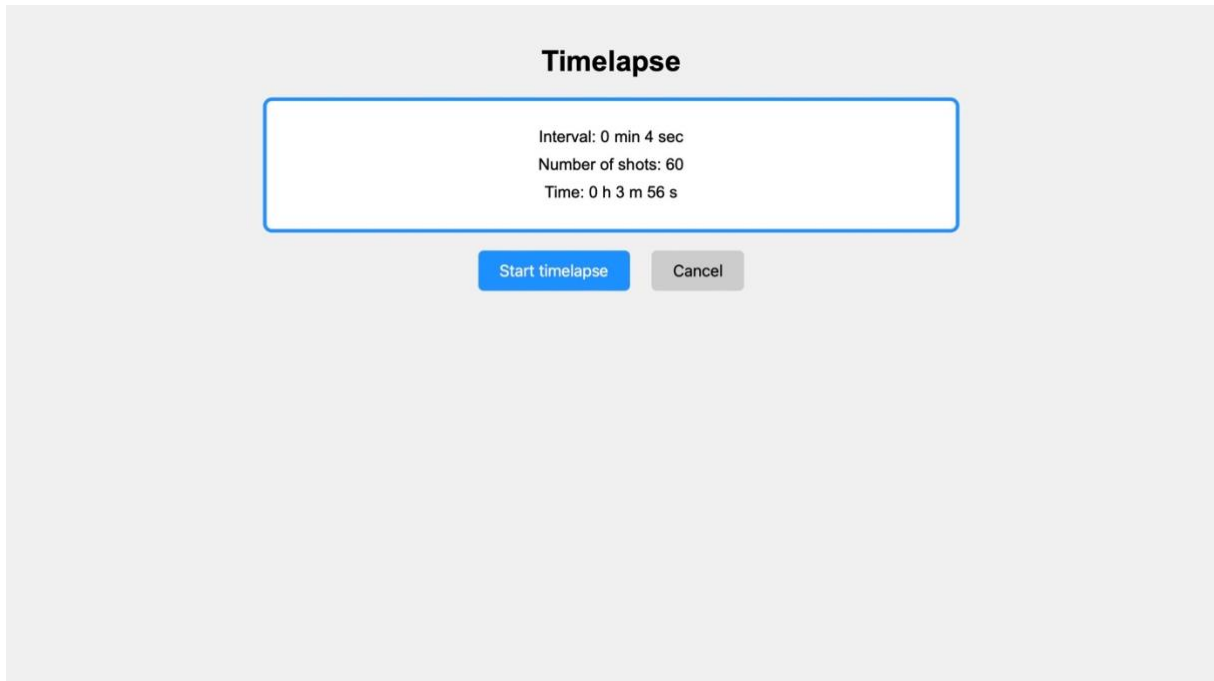 Timelapse
Interval: 0 min 4 sec
Number of shots: 60
Time: 0 h 3 m 56 s
Start timelapse Cancel